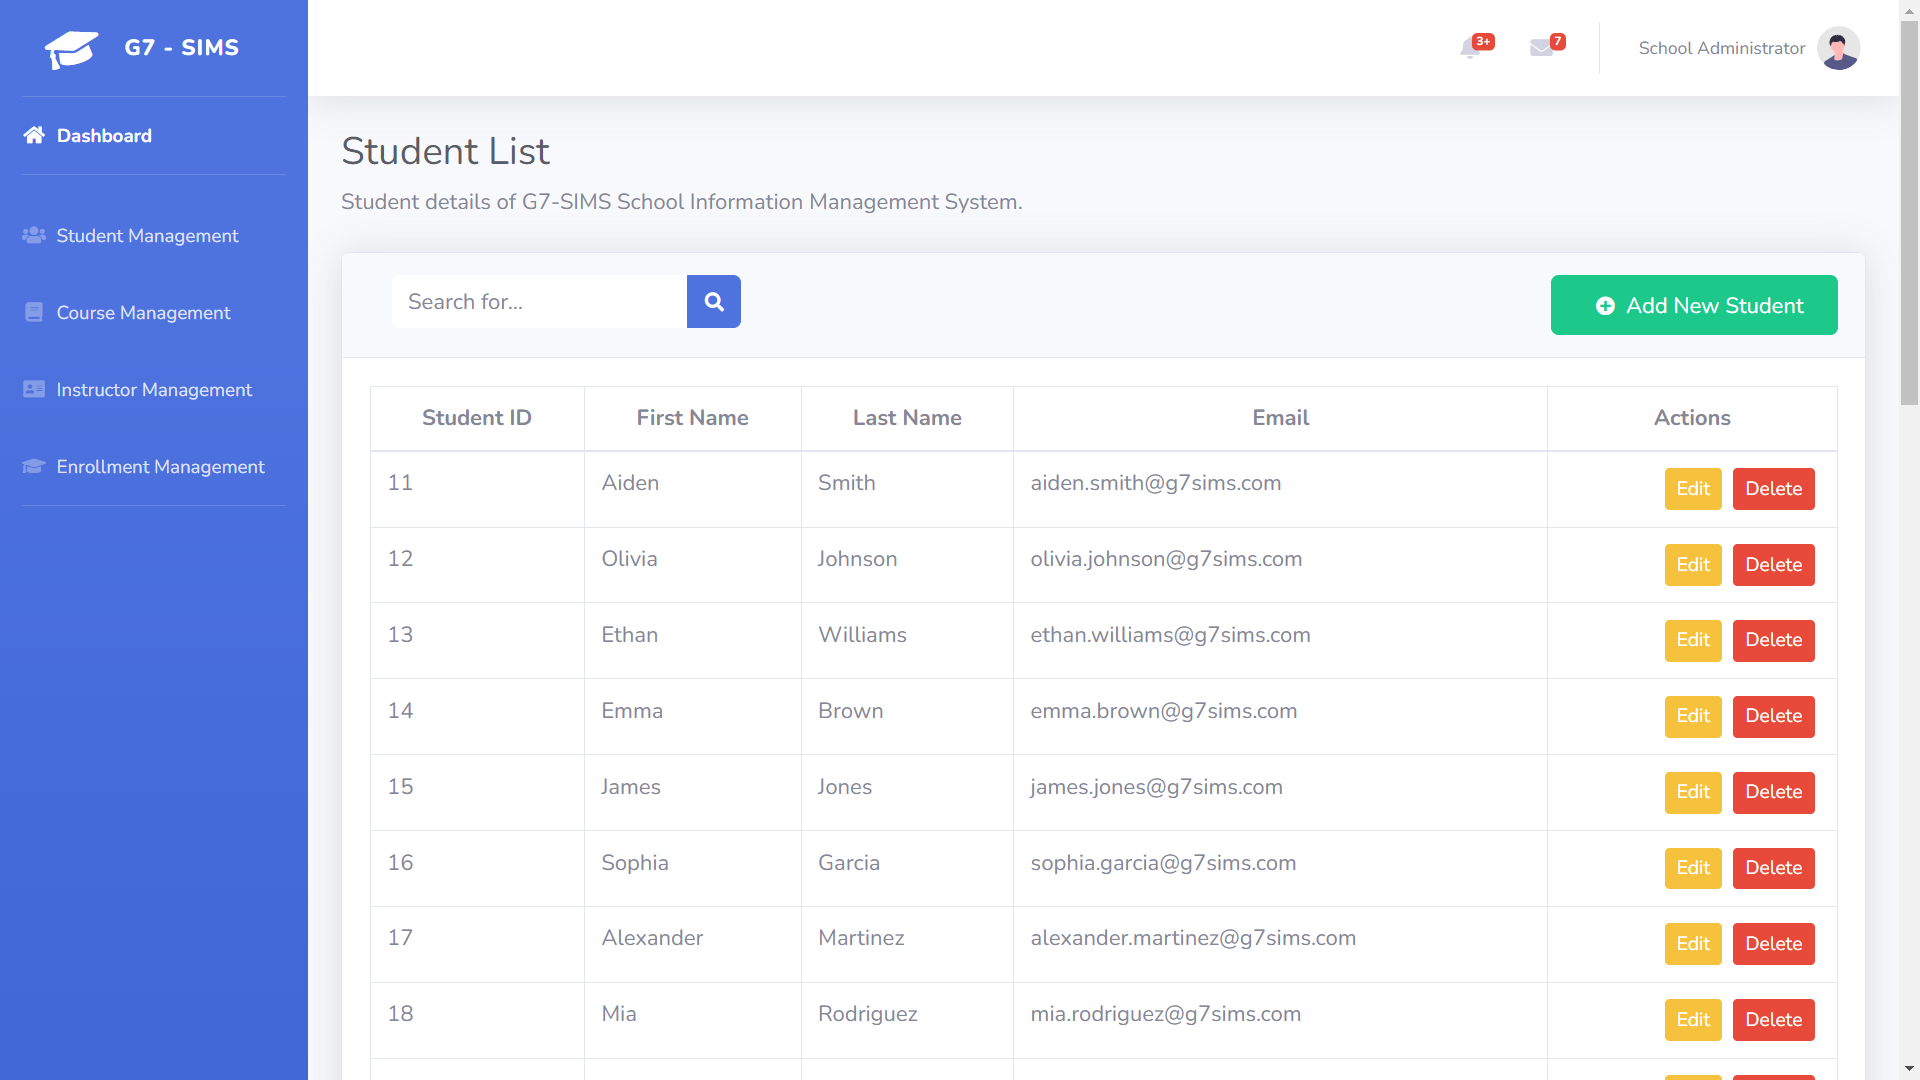 G7 - SIMS
3+
7
School Administrator
Dashboard
Student Management
Course Management
Instructor Management
Enrollment Management
Student List
Student details of G7-SIMS School Information Management System.
Search for...
Add New Student
Student ID First Name Last Name Email Actions
11 Aiden Smith aiden.smith@g7sims.com Edit Delete
12 Olivia Johnson olivia.johnson@g7sims.com Edit Delete
13 Ethan Williams ethan.williams@g7sims.com Edit Delete
14 Emma Brown emma.brown@g7sims.com Edit Delete
15 James Jones james.jones@g7sims.com Edit Delete
16 Sophia Garcia sophia.garcia@g7sims.com Edit Delete
17 Alexander Martinez alexander.martinez@g7sims.com Edit Delete
18 Mia Rodriguez mia.rodriguez@g7sims.com Edit Delete